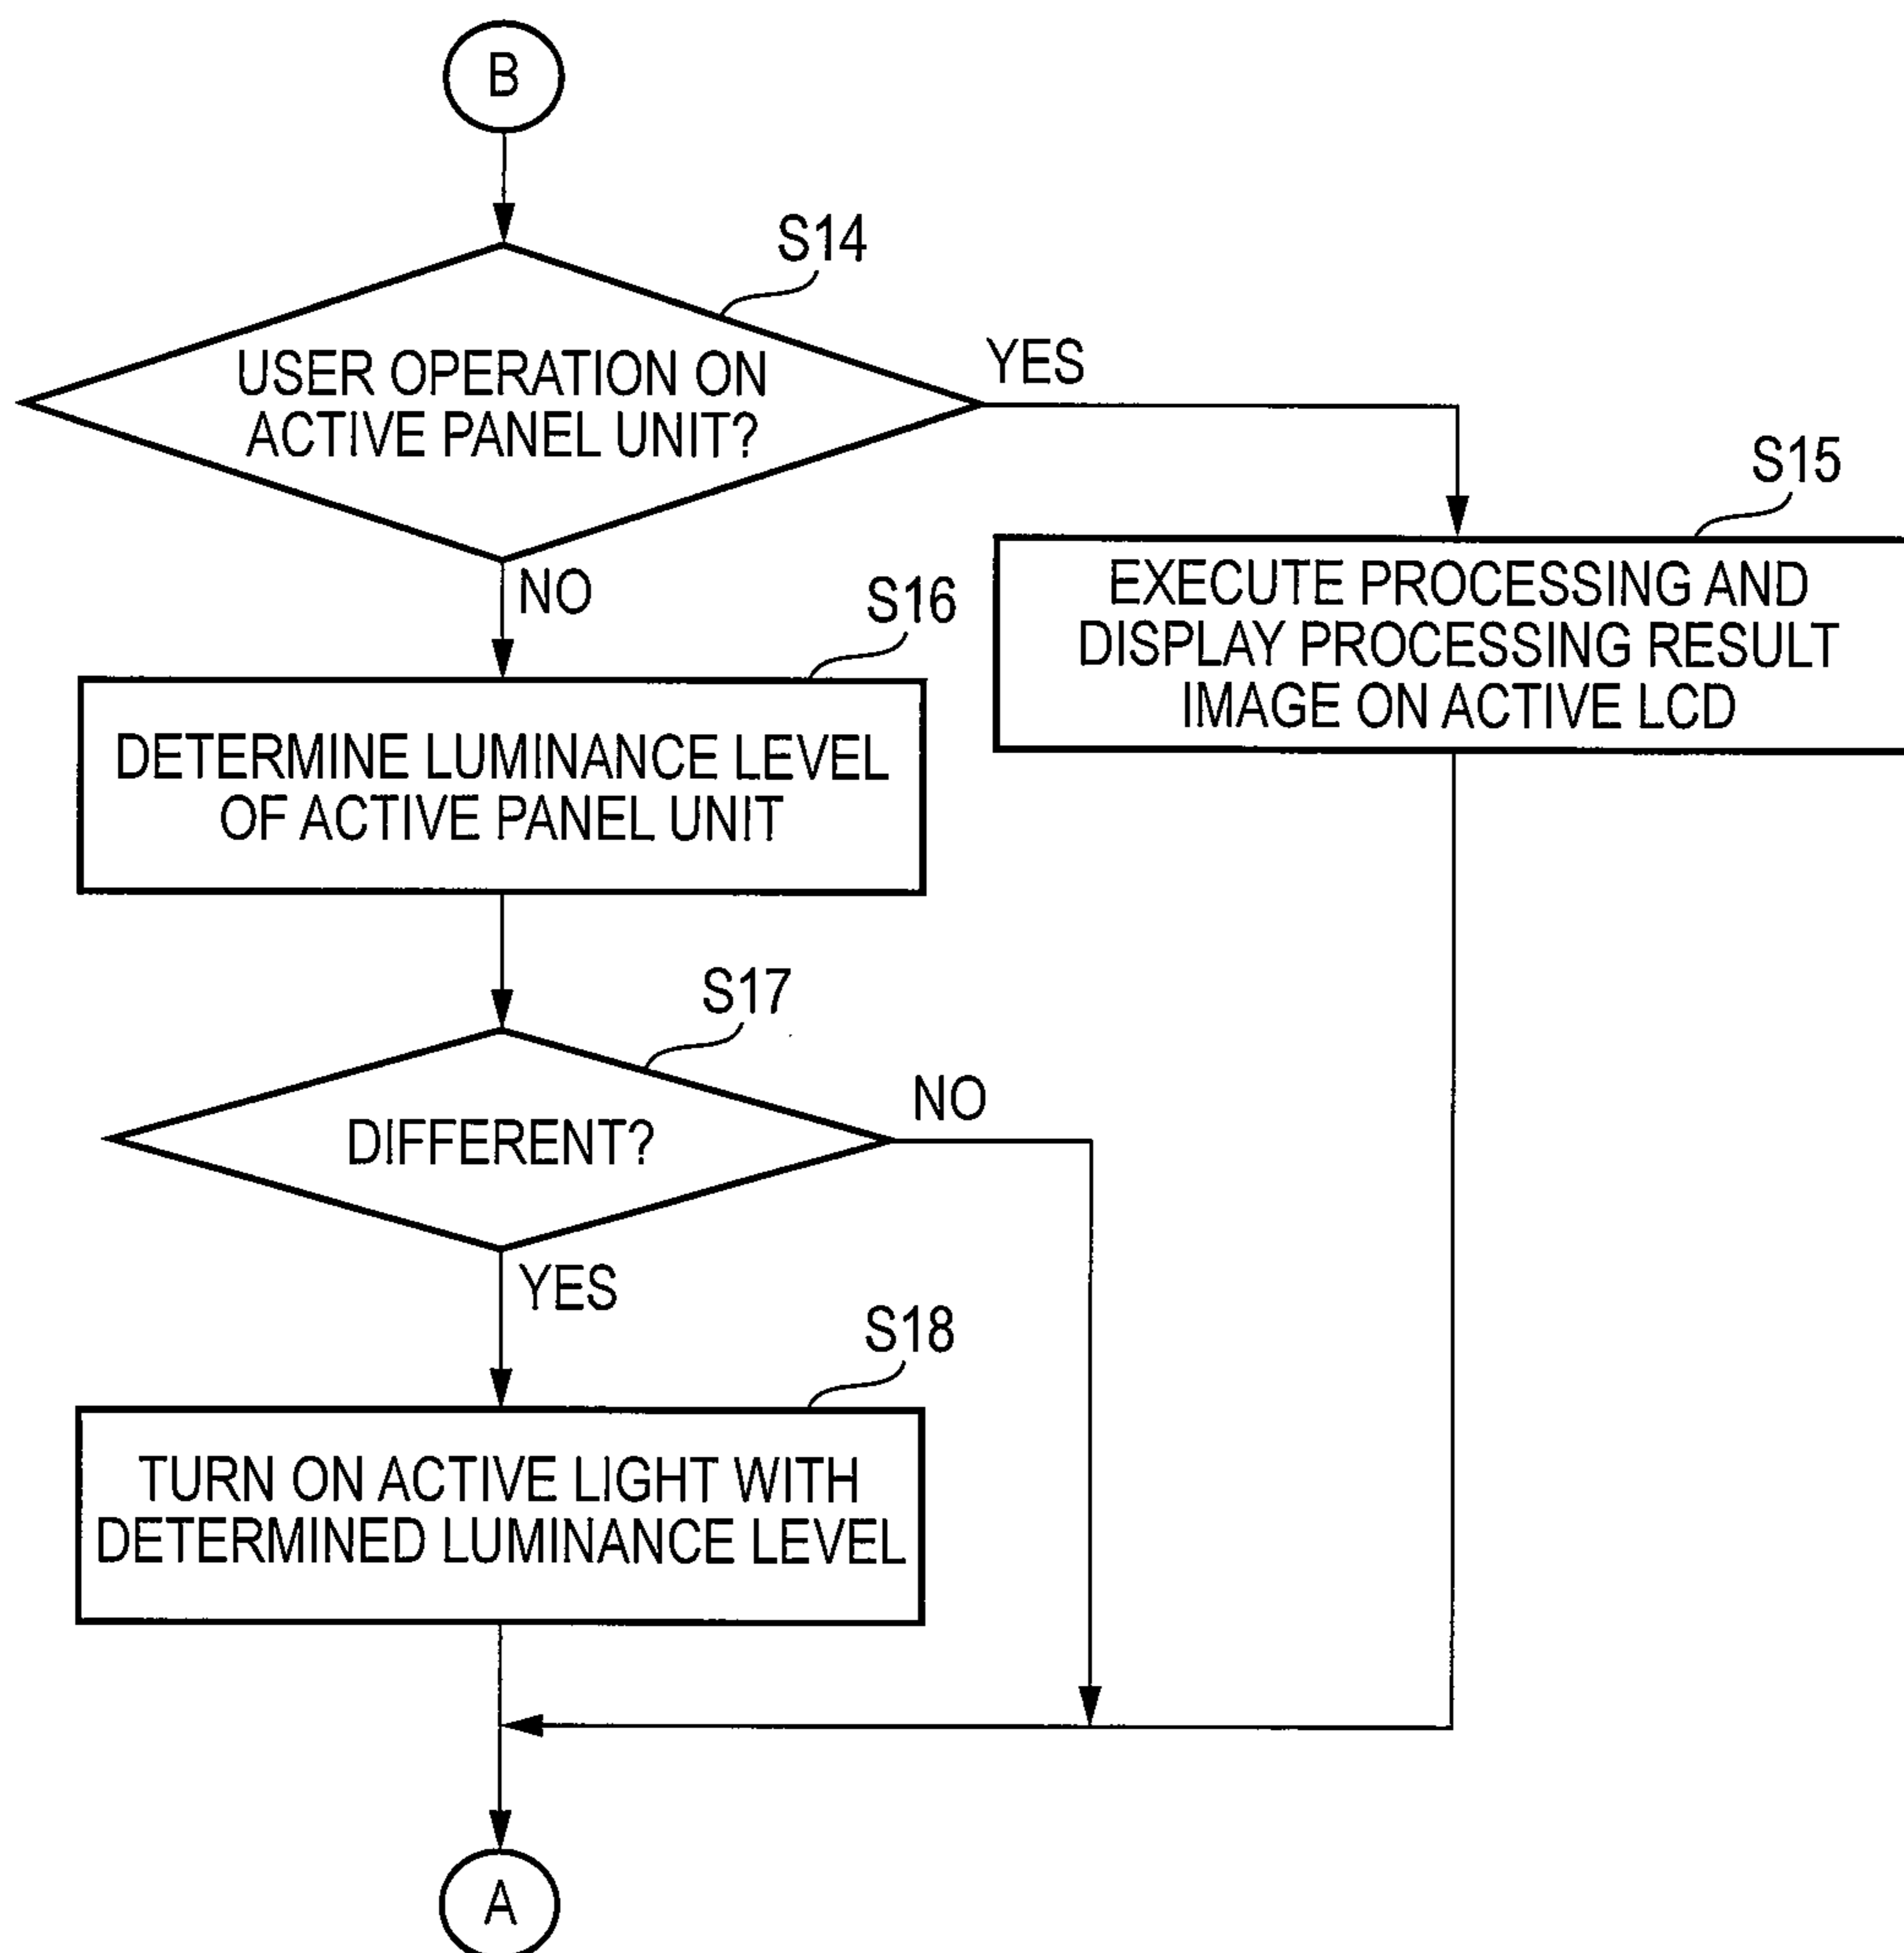 B
S14
USER OPERATION ON
ACTIVE PANEL UNIT?
YES
S15
EXECUTE PROCESSING AND
DISPLAY PROCESSING RESULT
IMAGE ON ACTIVE LCD
NO
S16
DETERMINE LUMINANCE LEVEL
OF ACTIVE PANEL UNIT
S17
DIFFERENT?
NO
YES
S18
TURN ON ACTIVE LIGHT WITH
DETERMINED LUMINANCE LEVEL
A